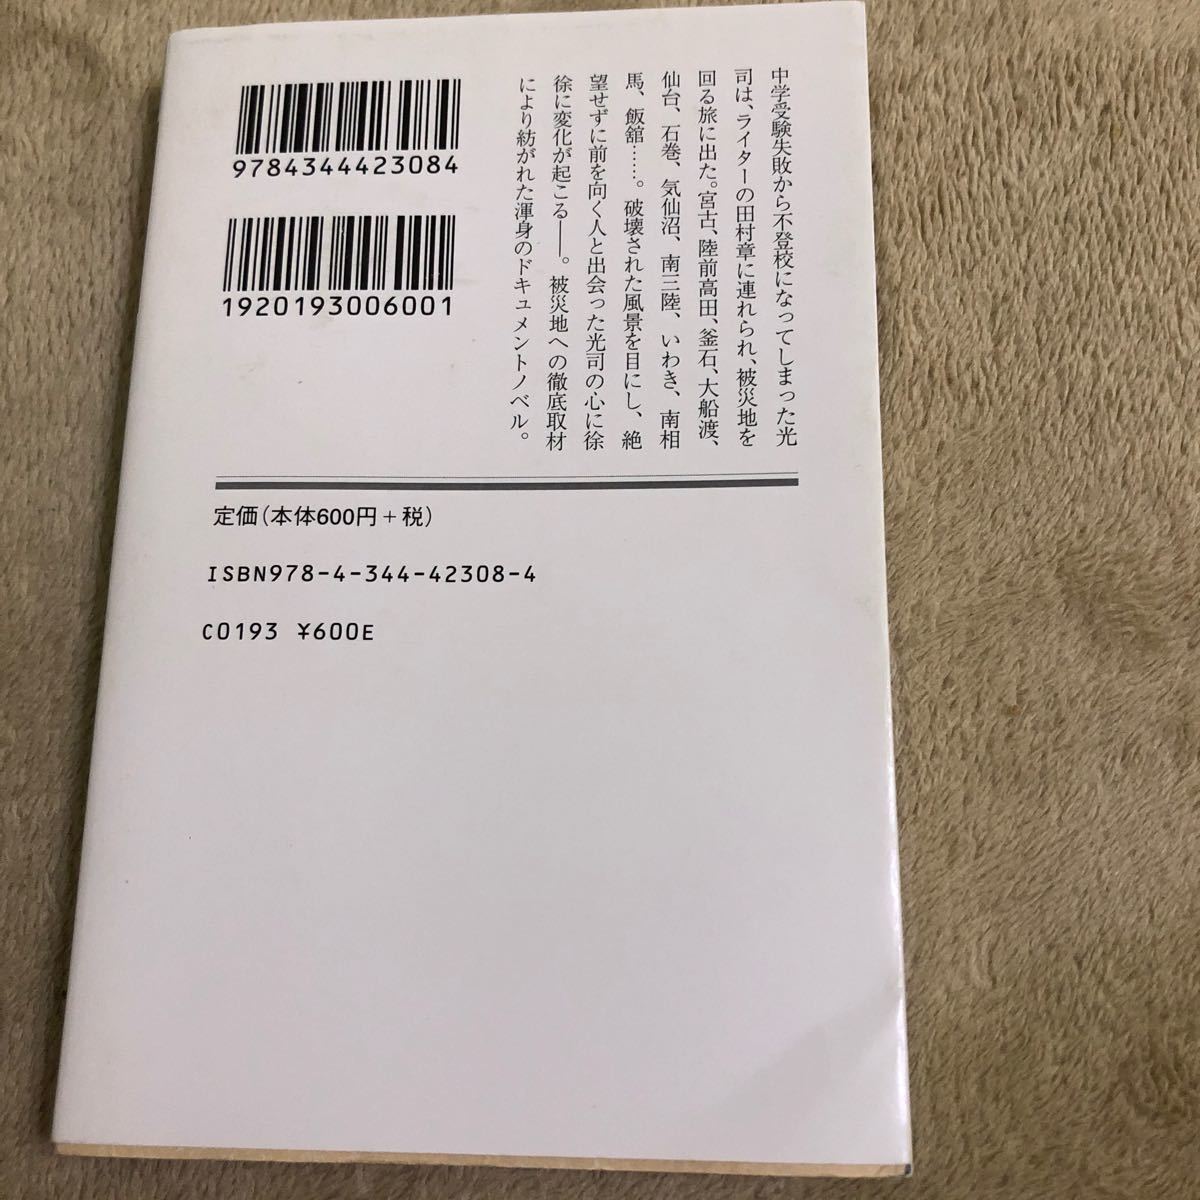 中学受験失敗から不登校になってしまった光
司は、ライターの田村章に連れられ、被災地を
回る旅に出た。宮古、陸前高田、釜石、大船渡、
仙台、石巻、気仙沼、南三陸、いわき、南相
馬、飯舘……。破壊された風景を目にし、絶
望せずに前を向く人と出会った光司の心に徐
徐に変化が起こる――。被災地への徹底取材
により紡がれた渾身のドキュメントノベル。
9784344423084
1920193006001
定価(本体600円+税)
ISBN978-4-344-42308-4
C0193 ¥600E